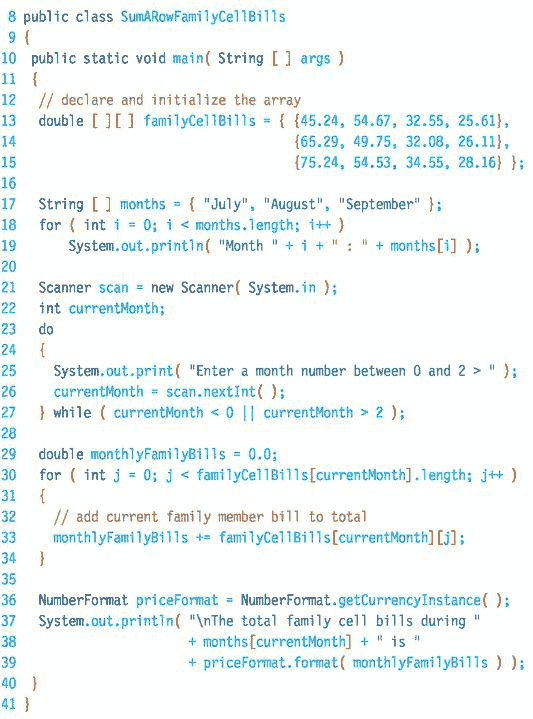 8 public class SumARowFamilyCellBills
9 {
10 public static void main( String [ ] args )
11 {
12 // declare and initialize the array
13 double [ ][ ] familyCellBills = { {45.24, 54.67, 32.55, 25.61},
14 {65.29, 49.75, 32.08, 26.11},
15 {75.24, 54.53, 34.55, 28.16} };
16
17 String [ ] months = { "July", "August", "September" };
18 for ( int i = 0; i < months.length; i++ )
19 System.out.println( "Month " + i + " : " + months[i] );
20
21 Scanner scan = new Scanner( System.in );
22 int currentMonth;
23 do
24 {
25 System.out.print( "Enter a month number between 0 and 2 > " );
26 currentMonth = scan.nextInt( );
27 } while ( currentMonth < 0 || currentMonth > 2 );
28
29 double monthlyFamilyBills = 0.0;
30 for ( int j = 0; j < familyCellBills[currentMonth].length; j++ )
31 {
32 // add current family member bill to total
33 monthlyFamilyBills += familyCellBills[currentMonth][j];
34 }
35
36 NumberFormat priceFormat = NumberFormat.getCurrencyInstance( );
37 System.out.println( "\nThe total family cell bills during "
38 + months[currentMonth] + " is "
39 + priceFormat.format( monthlyFamilyBills ) );
40 }
41 }